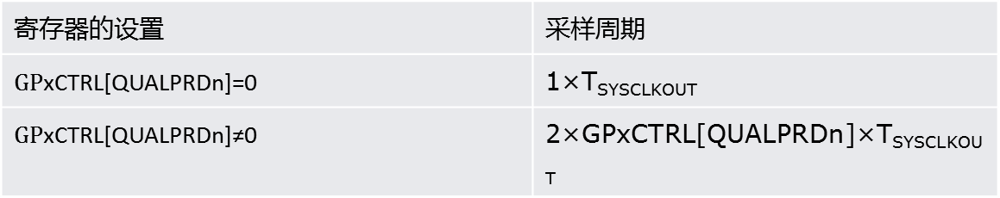 寄存器的设置 采样周期
GPxCTRL[QUALPRDn]=0 1×TSYSCLKOUT
GPxCTRL[QUALPRDn]≠0 2×GPxCTRL[QUALPRDn]×TSYSCLKOU
T